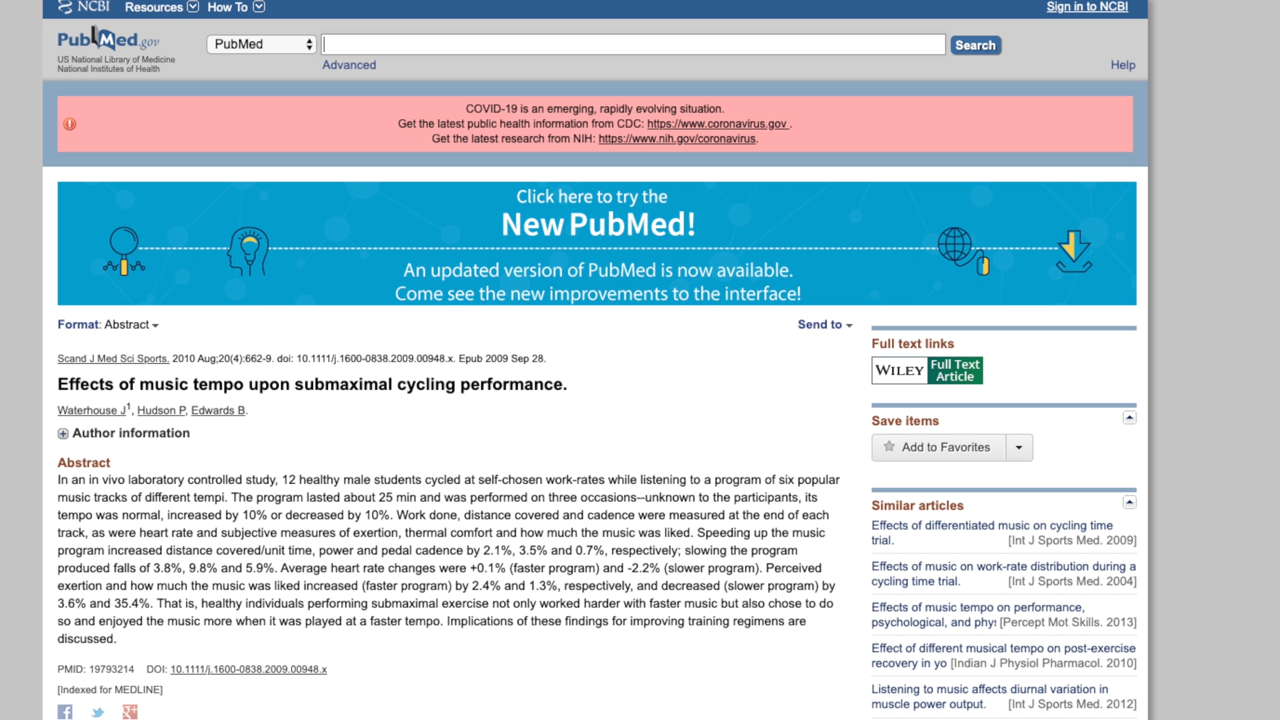 NCBI Resources How To Sign in to NCBI
PubMed.gov
US National Library of Medicine
National Institutes of Health
PubMed
Search
Advanced
Help
COVID-19 is an emerging, rapidly evolving situation.
Get the latest public health information from CDC: https://www.coronavirus.gov .
Get the latest research from NIH: https://www.nih.gov/coronavirus.
Click here to try the
New PubMed!
An updated version of PubMed is now available.
Come see the new improvements to the interface!
Format: Abstract
Send to
Scand J Med Sci Sports. 2010 Aug;20(4):662-9. doi: 10.1111/j.1600-0838.2009.00948.x. Epub 2009 Sep 28.
Effects of music tempo upon submaximal cycling performance.
Waterhouse J1, Hudson P, Edwards B.
Author information
Abstract
In an in vivo laboratory controlled study, 12 healthy male students cycled at self-chosen work-rates while listening to a program of six popular
music tracks of different tempi. The program lasted about 25 min and was performed on three occasions--unknown to the participants, its
tempo was normal, increased by 10% or decreased by 10%. Work done, distance covered and cadence were measured at the end of each
track, as were heart rate and subjective measures of exertion, thermal comfort and how much the music was liked. Speeding up the music
program increased distance covered/unit time, power and pedal cadence by 2.1%, 3.5% and 0.7%, respectively; slowing the program
produced falls of 3.8%, 9.8% and 5.9%. Average heart rate changes were +0.1% (faster program) and -2.2% (slower program). Perceived
exertion and how much the music was liked increased (faster program) by 2.4% and 1.3%, respectively, and decreased (slower program) by
3.6% and 35.4%. That is, healthy individuals performing submaximal exercise not only worked harder with faster music but also chose to do
so and enjoyed the music more when it was played at a faster tempo. Implications of these findings for improving training regimens are
discussed.
PMID: 19793214 DOI: 10.1111/j.1600-0838.2009.00948.x
[Indexed for MEDLINE]
Full text links
WILEY Full Text
Article
Save items
Add to Favorites
Similar articles
Effects of differentiated music on cycling time
trial. [Int J Sports Med. 2009]
Effects of music on work-rate distribution during a
cycling time trial. [Int J Sports Med. 2004]
Effects of music tempo on performance,
psychological, and phy [Percept Mot Skills. 2013]
Effect of different musical tempo on post-exercise
recovery in yo [Indian J Physiol Pharmacol. 2010]
Listening to music affects diurnal variation in
muscle power output. [Int J Sports Med. 2012]